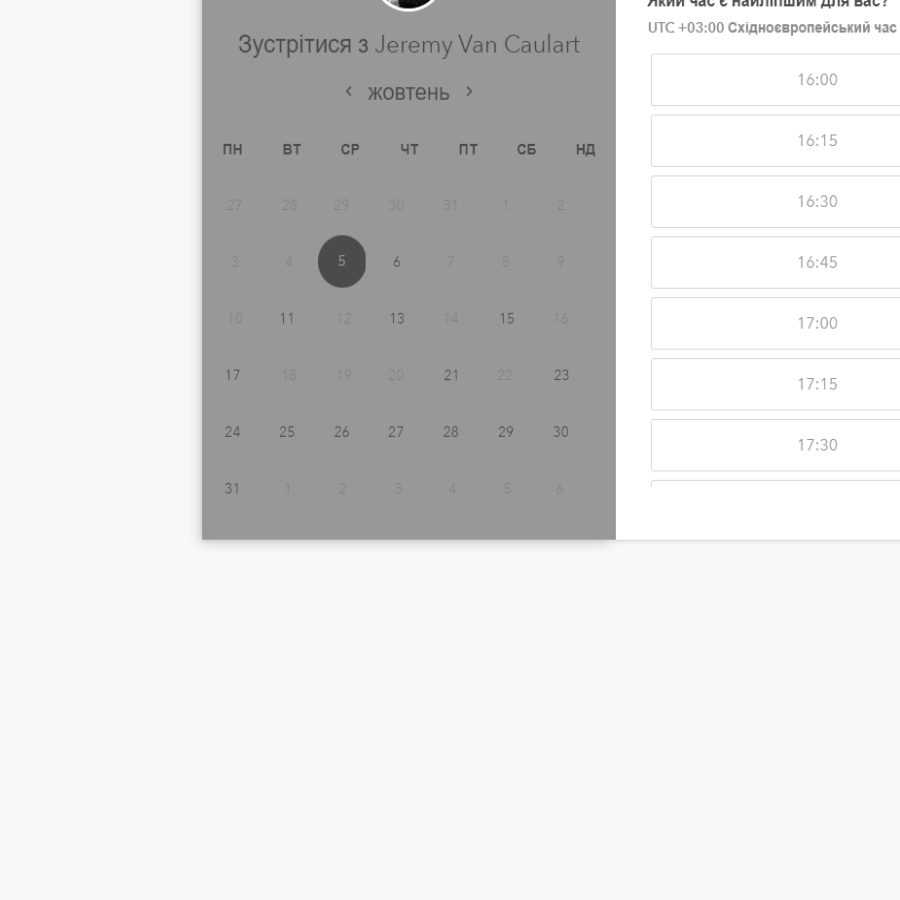 Зустрітися з Jeremy Van Caulart
‹ жовтень ›
ПН ВТ СР ЧТ ПТ СБ НД
27 28 29 30 31 1 2
3 4 5 6 7 8 9
10 11 12 13 14 15 16
17 18 19 20 21 22 23
24 25 26 27 28 29 30
31 1 2 3 4 5 6
Який час є найліпшим для вас?
UTC +03:00 Східноєвропейський час
16:00
16:15
16:30
16:45
17:00
17:15
17:30